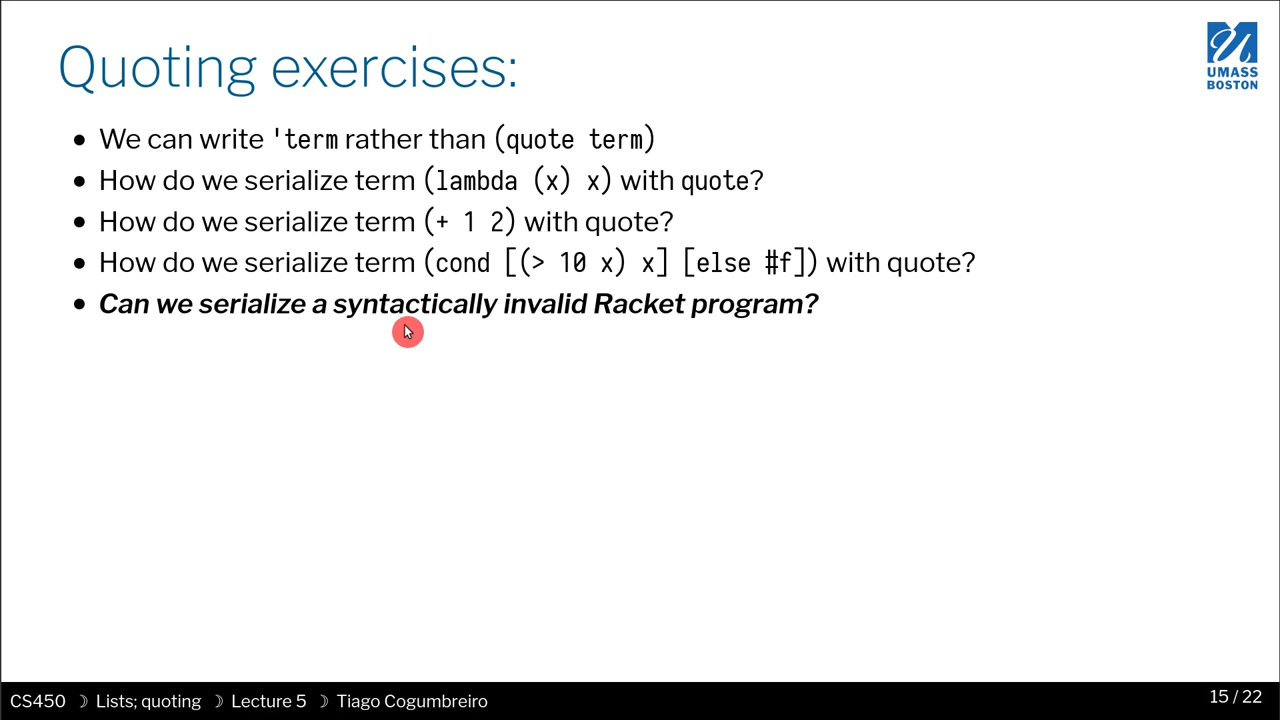 Quoting exercises:
UMASS
BOSTON
We can write 'term rather than (quote term)
How do we serialize term (lambda (x) x) with quote?
How do we serialize term (+ 1 2) with quote?
How do we serialize term (cond [(> 10 x) x] [else #f]) with quote?
Can we serialize a syntactically invalid Racket program?
CS450 ☽ Lists; quoting ☽ Lecture 5 ☽ Tiago Cogumbreiro
15 / 22